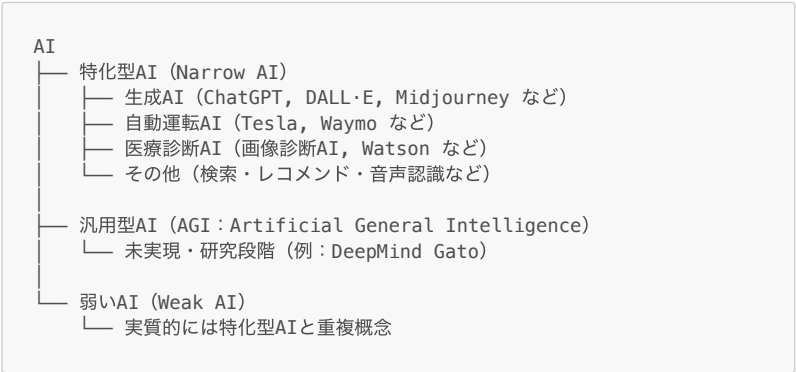 AI
├── 特化型AI（Narrow AI）
│   ├── 生成AI（ChatGPT, DALL·E, Midjourney など）
│   ├── 自動運転AI（Tesla, Waymo など）
│   ├── 医療診断AI（画像診断AI, Watson など）
│   └── その他（検索・レコメンド・音声認識など）
│
├── 汎用型AI（AGI：Artificial General Intelligence）
│   └── 未実現・研究段階（例：DeepMind Gato）
│
└── 弱いAI（Weak AI）
    └── 実質的には特化型AIと重複概念